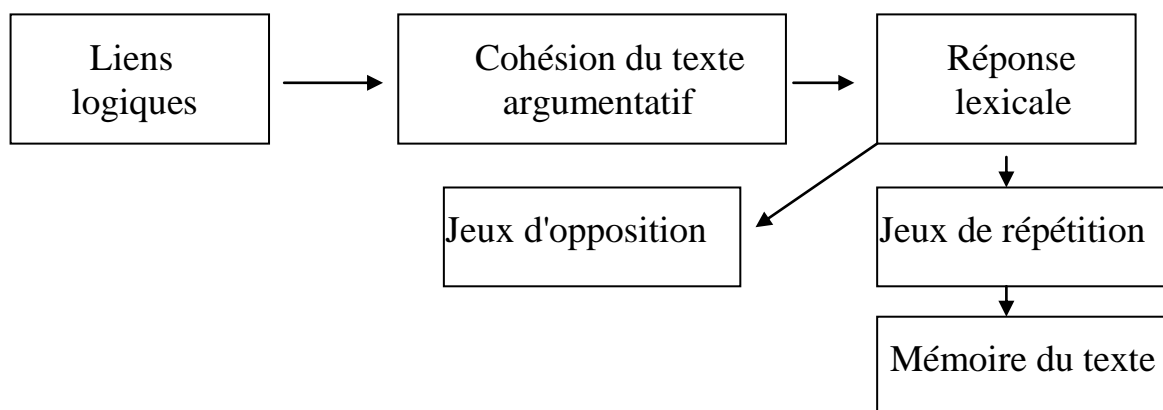 Liens
logiques
Cohésion du texte
argumentatif
Réponse
lexicale
Jeux d'opposition
Jeux de répétition
Mémoire du texte